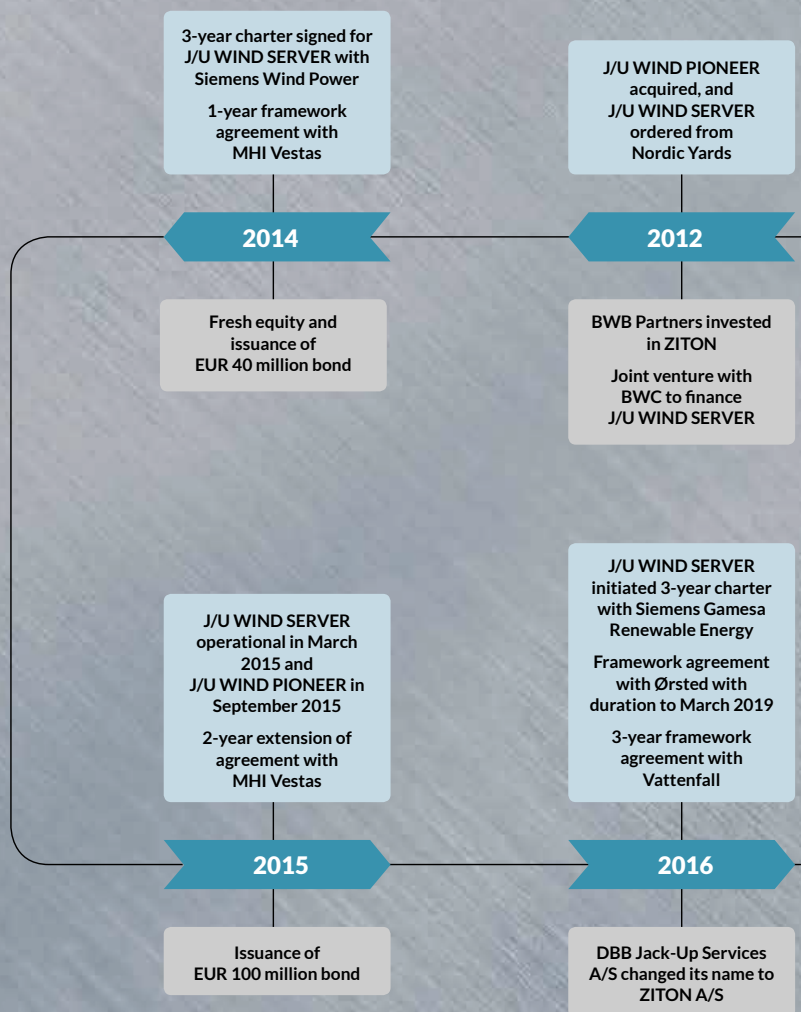 3-year charter signed for
J/U WIND SERVER with
Siemens Wind Power
1-year framework
agreement with
MHI Vestas
2014
Fresh equity and
issuance of
EUR 40 million bond
J/U WIND PIONEER
acquired, and
J/U WIND SERVER
ordered from
Nordic Yards
2012
BWB Partners invested
in ZITON
Joint venture with
BWC to finance
J/U WIND SERVER
J/U WIND SERVER
operational in March
2015 and
J/U WIND PIONEER in
September 2015
2-year extension of
agreement with
MHI Vestas
2015
Issuance of
EUR 100 million bond
J/U WIND SERVER
initiated 3-year charter
with Siemens Gamesa
Renewable Energy
Framework agreement
with Ørsted with
duration to March 2019
3-year framework
agreement with
Vattenfall
2016
DBB Jack-Up Services
A/S changed its name to
ZITON A/S